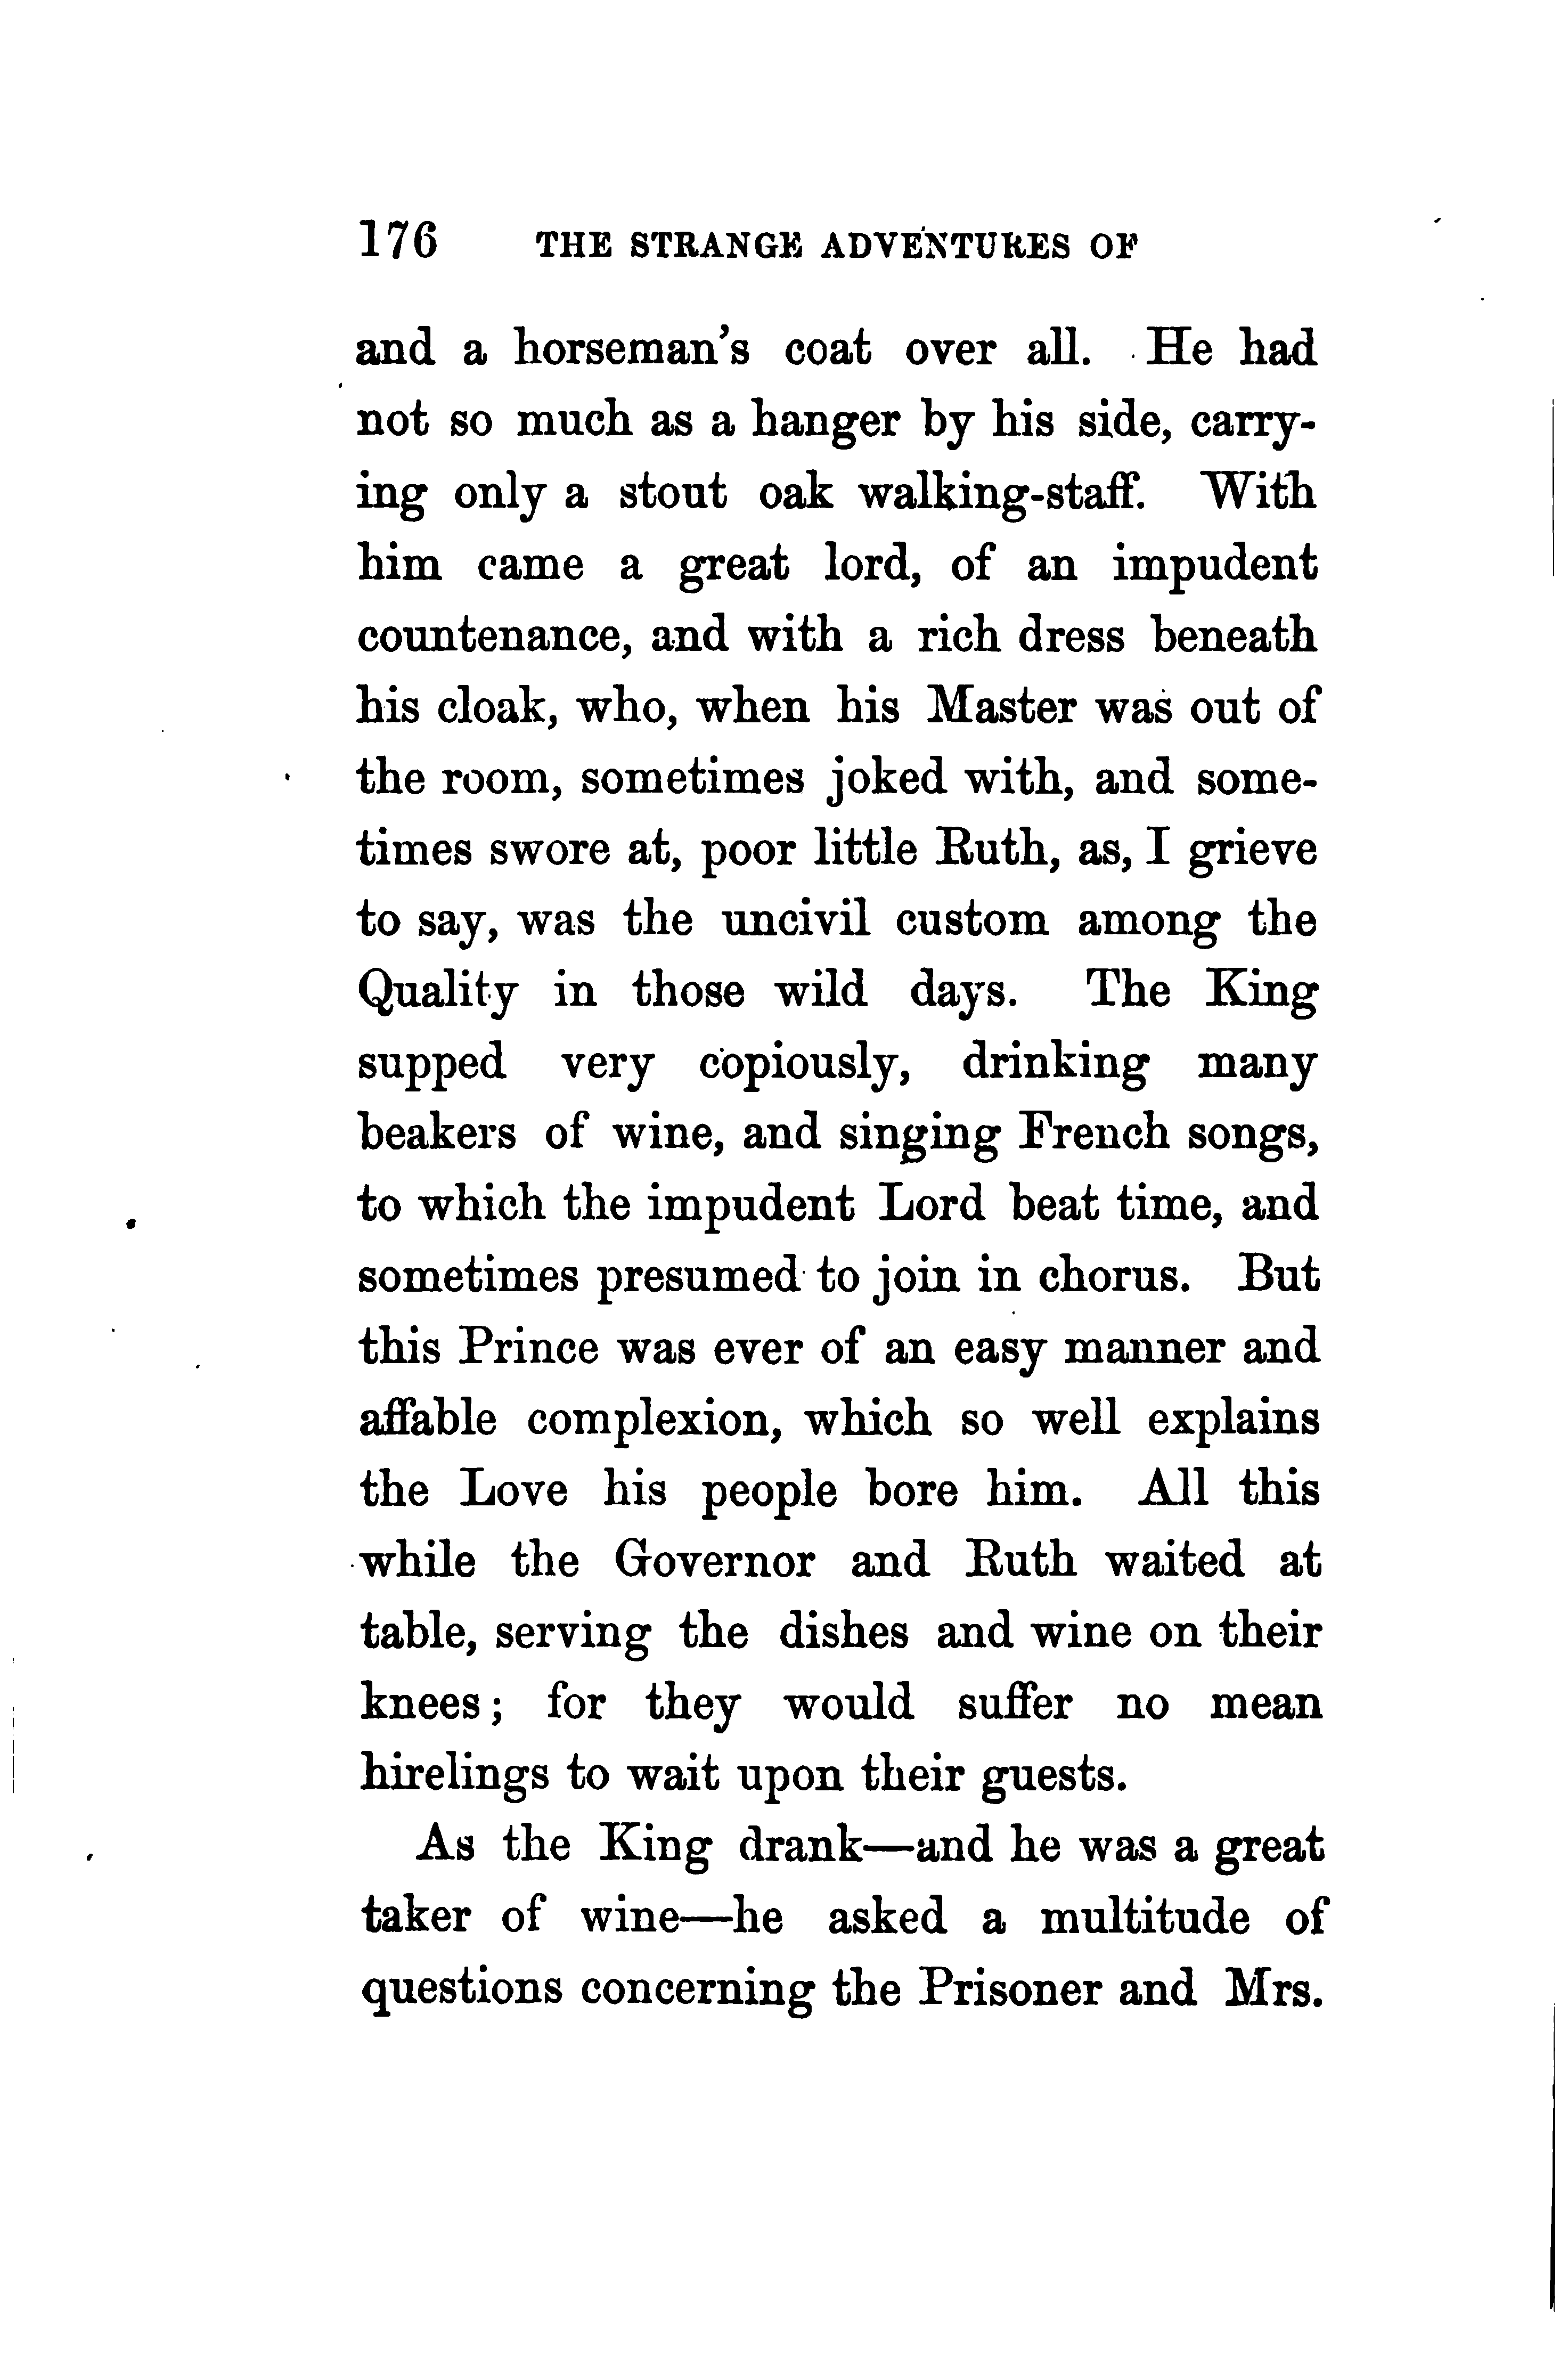 176 THE STRANGE ADVENTURES OF
and a horseman's coat over all. He had
not so much as a hanger by his side, carry-
ing only a stout oak walking-staff. With
him came a great lord, of an impudent
countenance, and with a rich dress beneath
his cloak, who, when his Master was out of
the room, sometimes joked with, and some-
times swore at, poor little Ruth, as, I grieve
to say, was the uncivil custom among the
Quality in those wild days. The King
supped very copiously, drinking many
beakers of wine, and singing French songs,
to which the impudent Lord beat time, and
sometimes presumed to join in chorus. But
this Prince was ever of an easy manner and
affable complexion, which so well explains
the Love his people bore him. All this
while the Governor and Ruth waited at
table, serving the dishes and wine on their
knees; for they would suffer no mean
hirelings to wait upon their guests.
As the King drank—and he was a great
taker of wine—he asked a multitude of
questions concerning the Prisoner and Mrs.